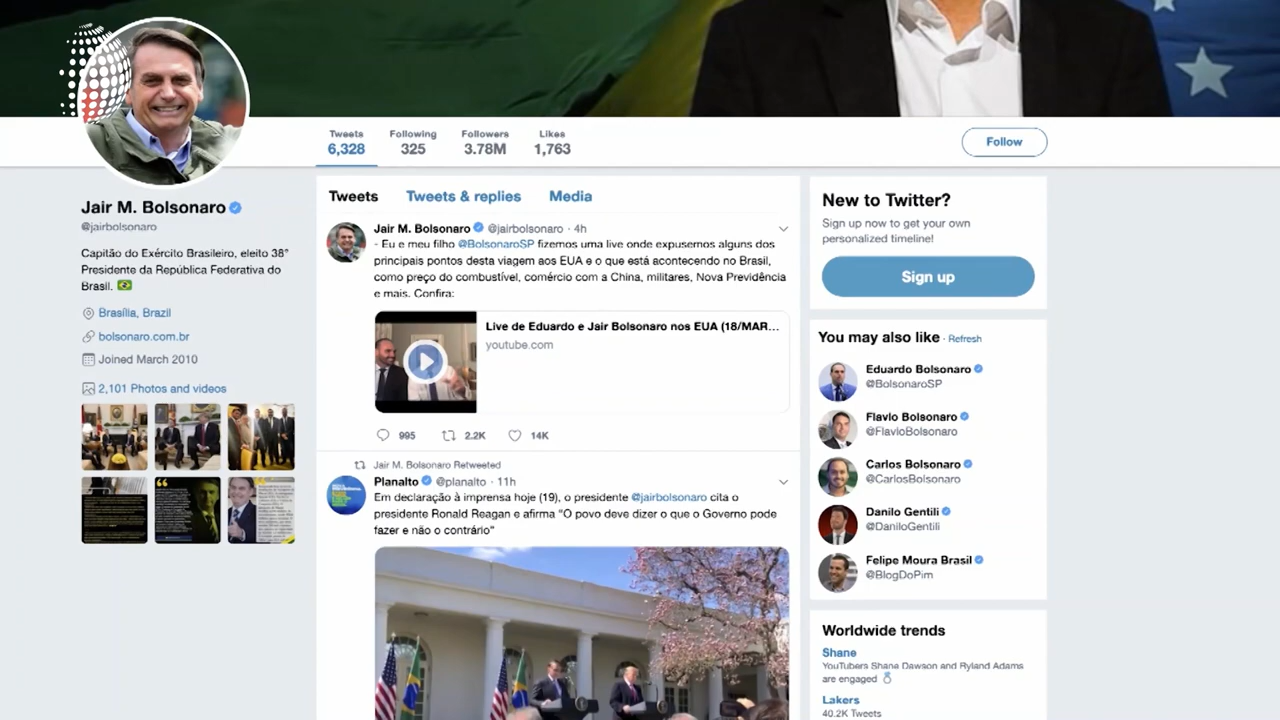 Tweets
6,328
Following
325
Followers
3.78M
Likes
1,763
Follow
Jair M. Bolsonaro
@jairbolsonaro
Capitão do Exército Brasileiro, eleito 38°
Presidente da República Federativa do
Brasil.
Brasília, Brazil
bolsonaro.com.br
Joined March 2010
2,101 Photos and videos
Tweets Tweets & replies Media
Jair M. Bolsonaro @jairbolsonaro · 4h
- Eu e meu filho @BolsonaroSP fizemos uma live onde expusemos alguns dos
principais pontos desta viagem aos EUA e o que está acontecendo no Brasil,
como preço do combustível, comércio com a China, militares, Nova Previdência
e mais. Confira:
Live de Eduardo e Jair Bolsonaro nos EUA (18/MAR...
youtube.com
995 2.2K 14K
Jair M. Bolsonaro Retweeted
Planalto @planalto · 11h
Em declaração à imprensa hoje (19), o presidente @jairbolsonaro cita o
presidente Ronald Reagan e afirma "O povo deve dizer o que o Governo pode
fazer e não o contrário"
New to Twitter?
Sign up now to get your own
personalized timeline!
Sign up
You may also like · Refresh
Eduardo Bolsonaro
@BolsonaroSP
Flavio Bolsonaro
@FlavioBolsonaro
Carlos Bolsonaro
@CarlosBolsonaro
Danilo Gentili
@DaniloGentili
Felipe Moura Brasil
@BlogDoPim
Worldwide trends
Shane
YouTubers Shane Dawson and Ryland Adams
are engaged
Lakers
40.2K Tweets